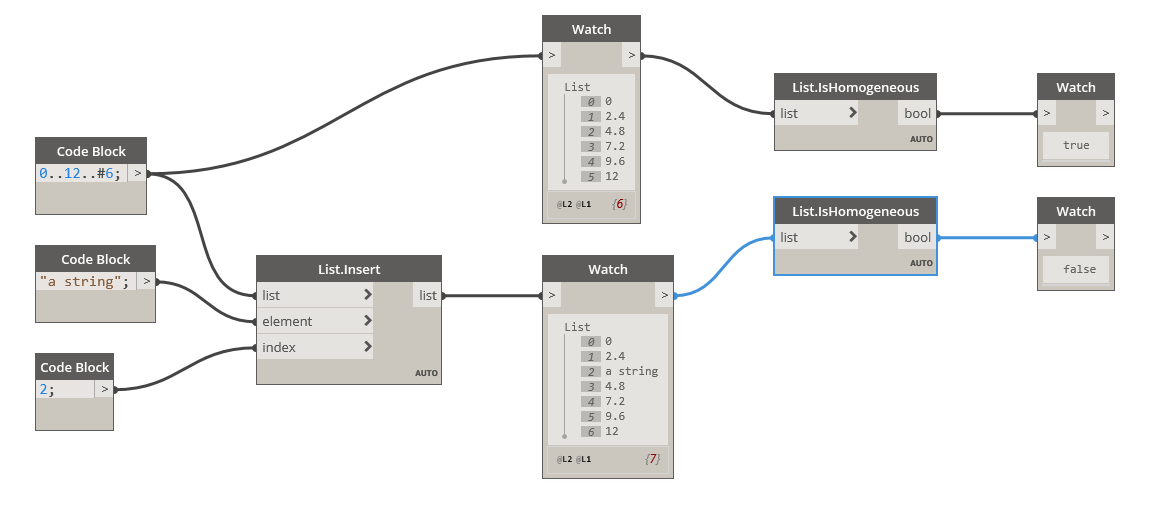 Code Block
0..12..#6; >
Code Block
"a string"; >
Code Block
2; >
List.Insert
list > list
element >
index >
AUTO
Watch
> >
List
0 0
1 2.4
2 4.8
3 7.2
4 9.6
5 12
@L2 @L1 {6}
Watch
> >
List
0 0
1 2.4
2 a string
3 4.8
4 7.2
5 9.6
6 12
@L2 @L1 {7}
List.IsHomogeneous
list > bool
AUTO
Watch
> >
true
List.IsHomogeneous
list > bool
AUTO
Watch
> >
false